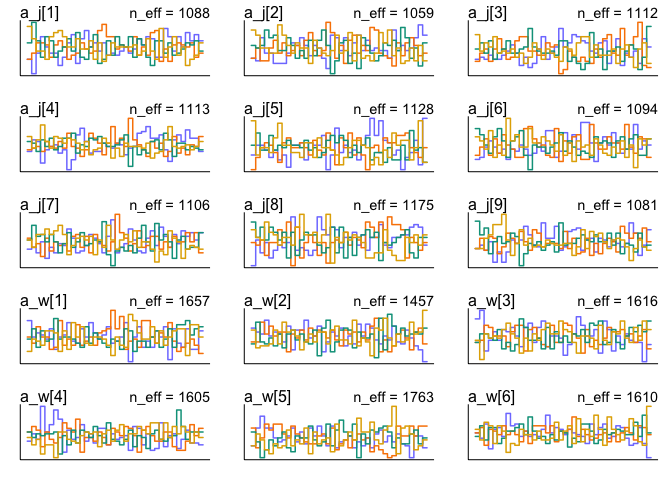 a_j[1] n_eff = 1088 a_j[2] n_eff = 1059 a_j[3] n_eff = 1112
a_j[4] n_eff = 1113 a_j[5] n_eff = 1128 a_j[6] n_eff = 1094
a_j[7] n_eff = 1106 a_j[8] n_eff = 1175 a_j[9] n_eff = 1081
a_w[1] n_eff = 1657 a_w[2] n_eff = 1457 a_w[3] n_eff = 1616
a_w[4] n_eff = 1605 a_w[5] n_eff = 1763 a_w[6] n_eff = 1610